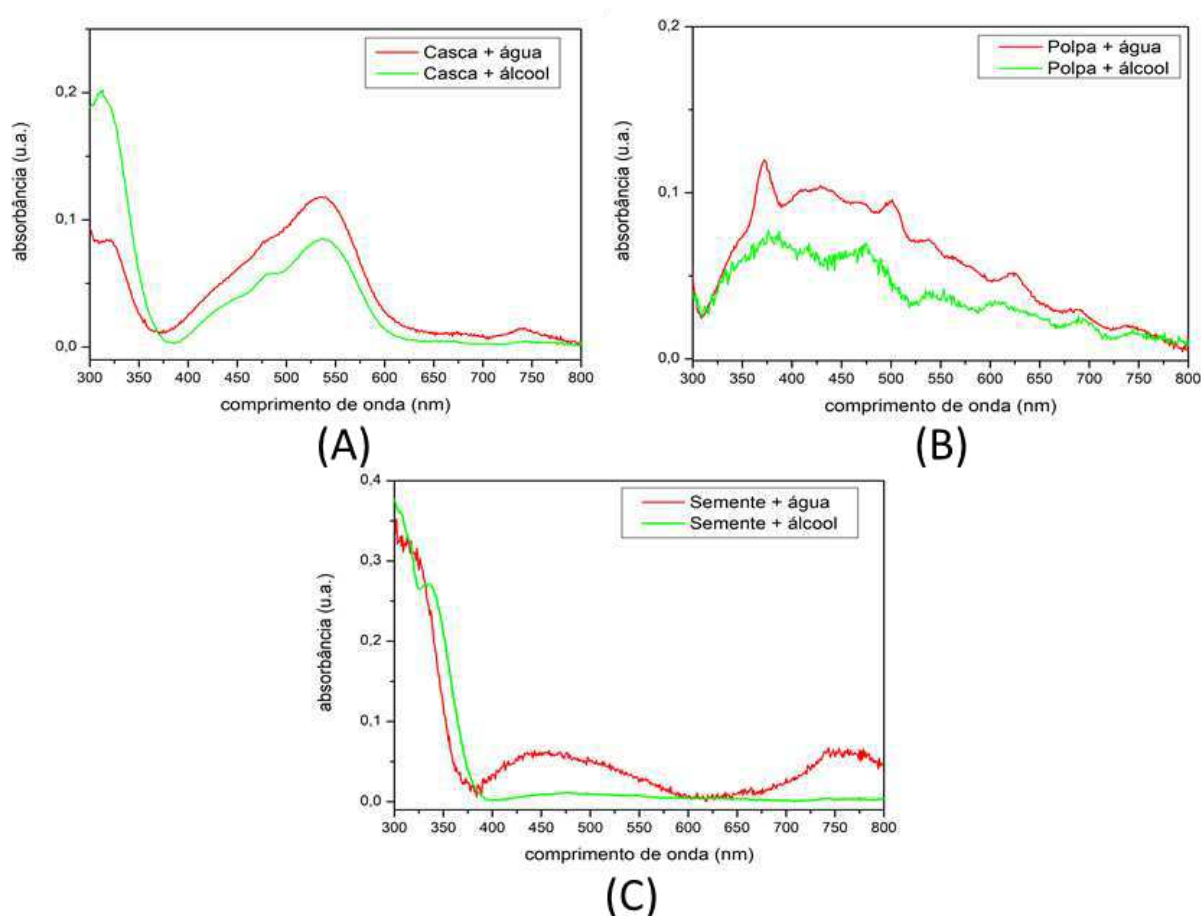 Casca + água
Casca + álcool
absorbância (u.a.)
0,2
0,1
0,0
300 350 400 450 500 550 600 650 700 750 800
comprimento de onda (nm)
(A)
Polpa + água
Polpa + álcool
absorbância (u.a.)
0,2
0,1
0,0
300 350 400 450 500 550 600 650 700 750 800
comprimento de onda (nm)
(B)
Semente + água
Semente + álcool
absorbância (u.a.)
0,4
0,3
0,2
0,1
0,0
300 350 400 450 500 550 600 650 700 750 800
comprimento de onda (nm)
(C)